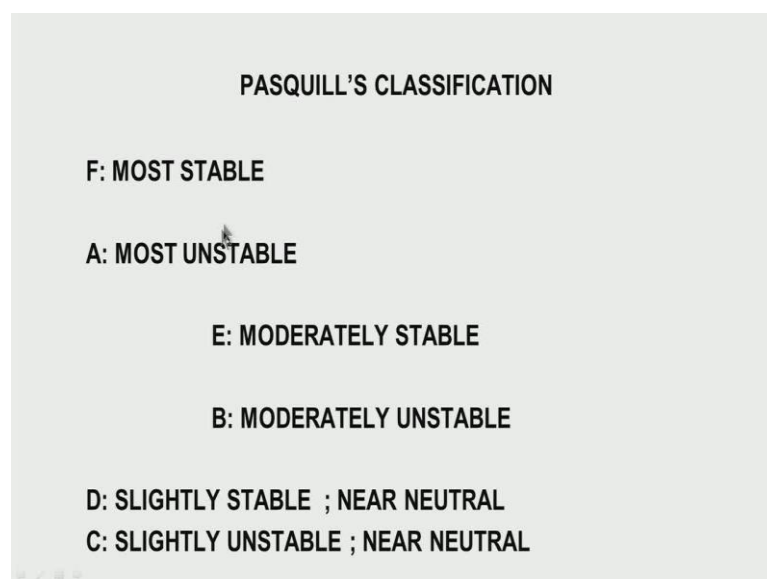 PASQUILL'S CLASSIFICATION
F: MOST STABLE
A: MOST UNSTABLE
E: MODERATELY STABLE
B: MODERATELY UNSTABLE
D: SLIGHTLY STABLE ; NEAR NEUTRAL
C: SLIGHTLY UNSTABLE ; NEAR NEUTRAL